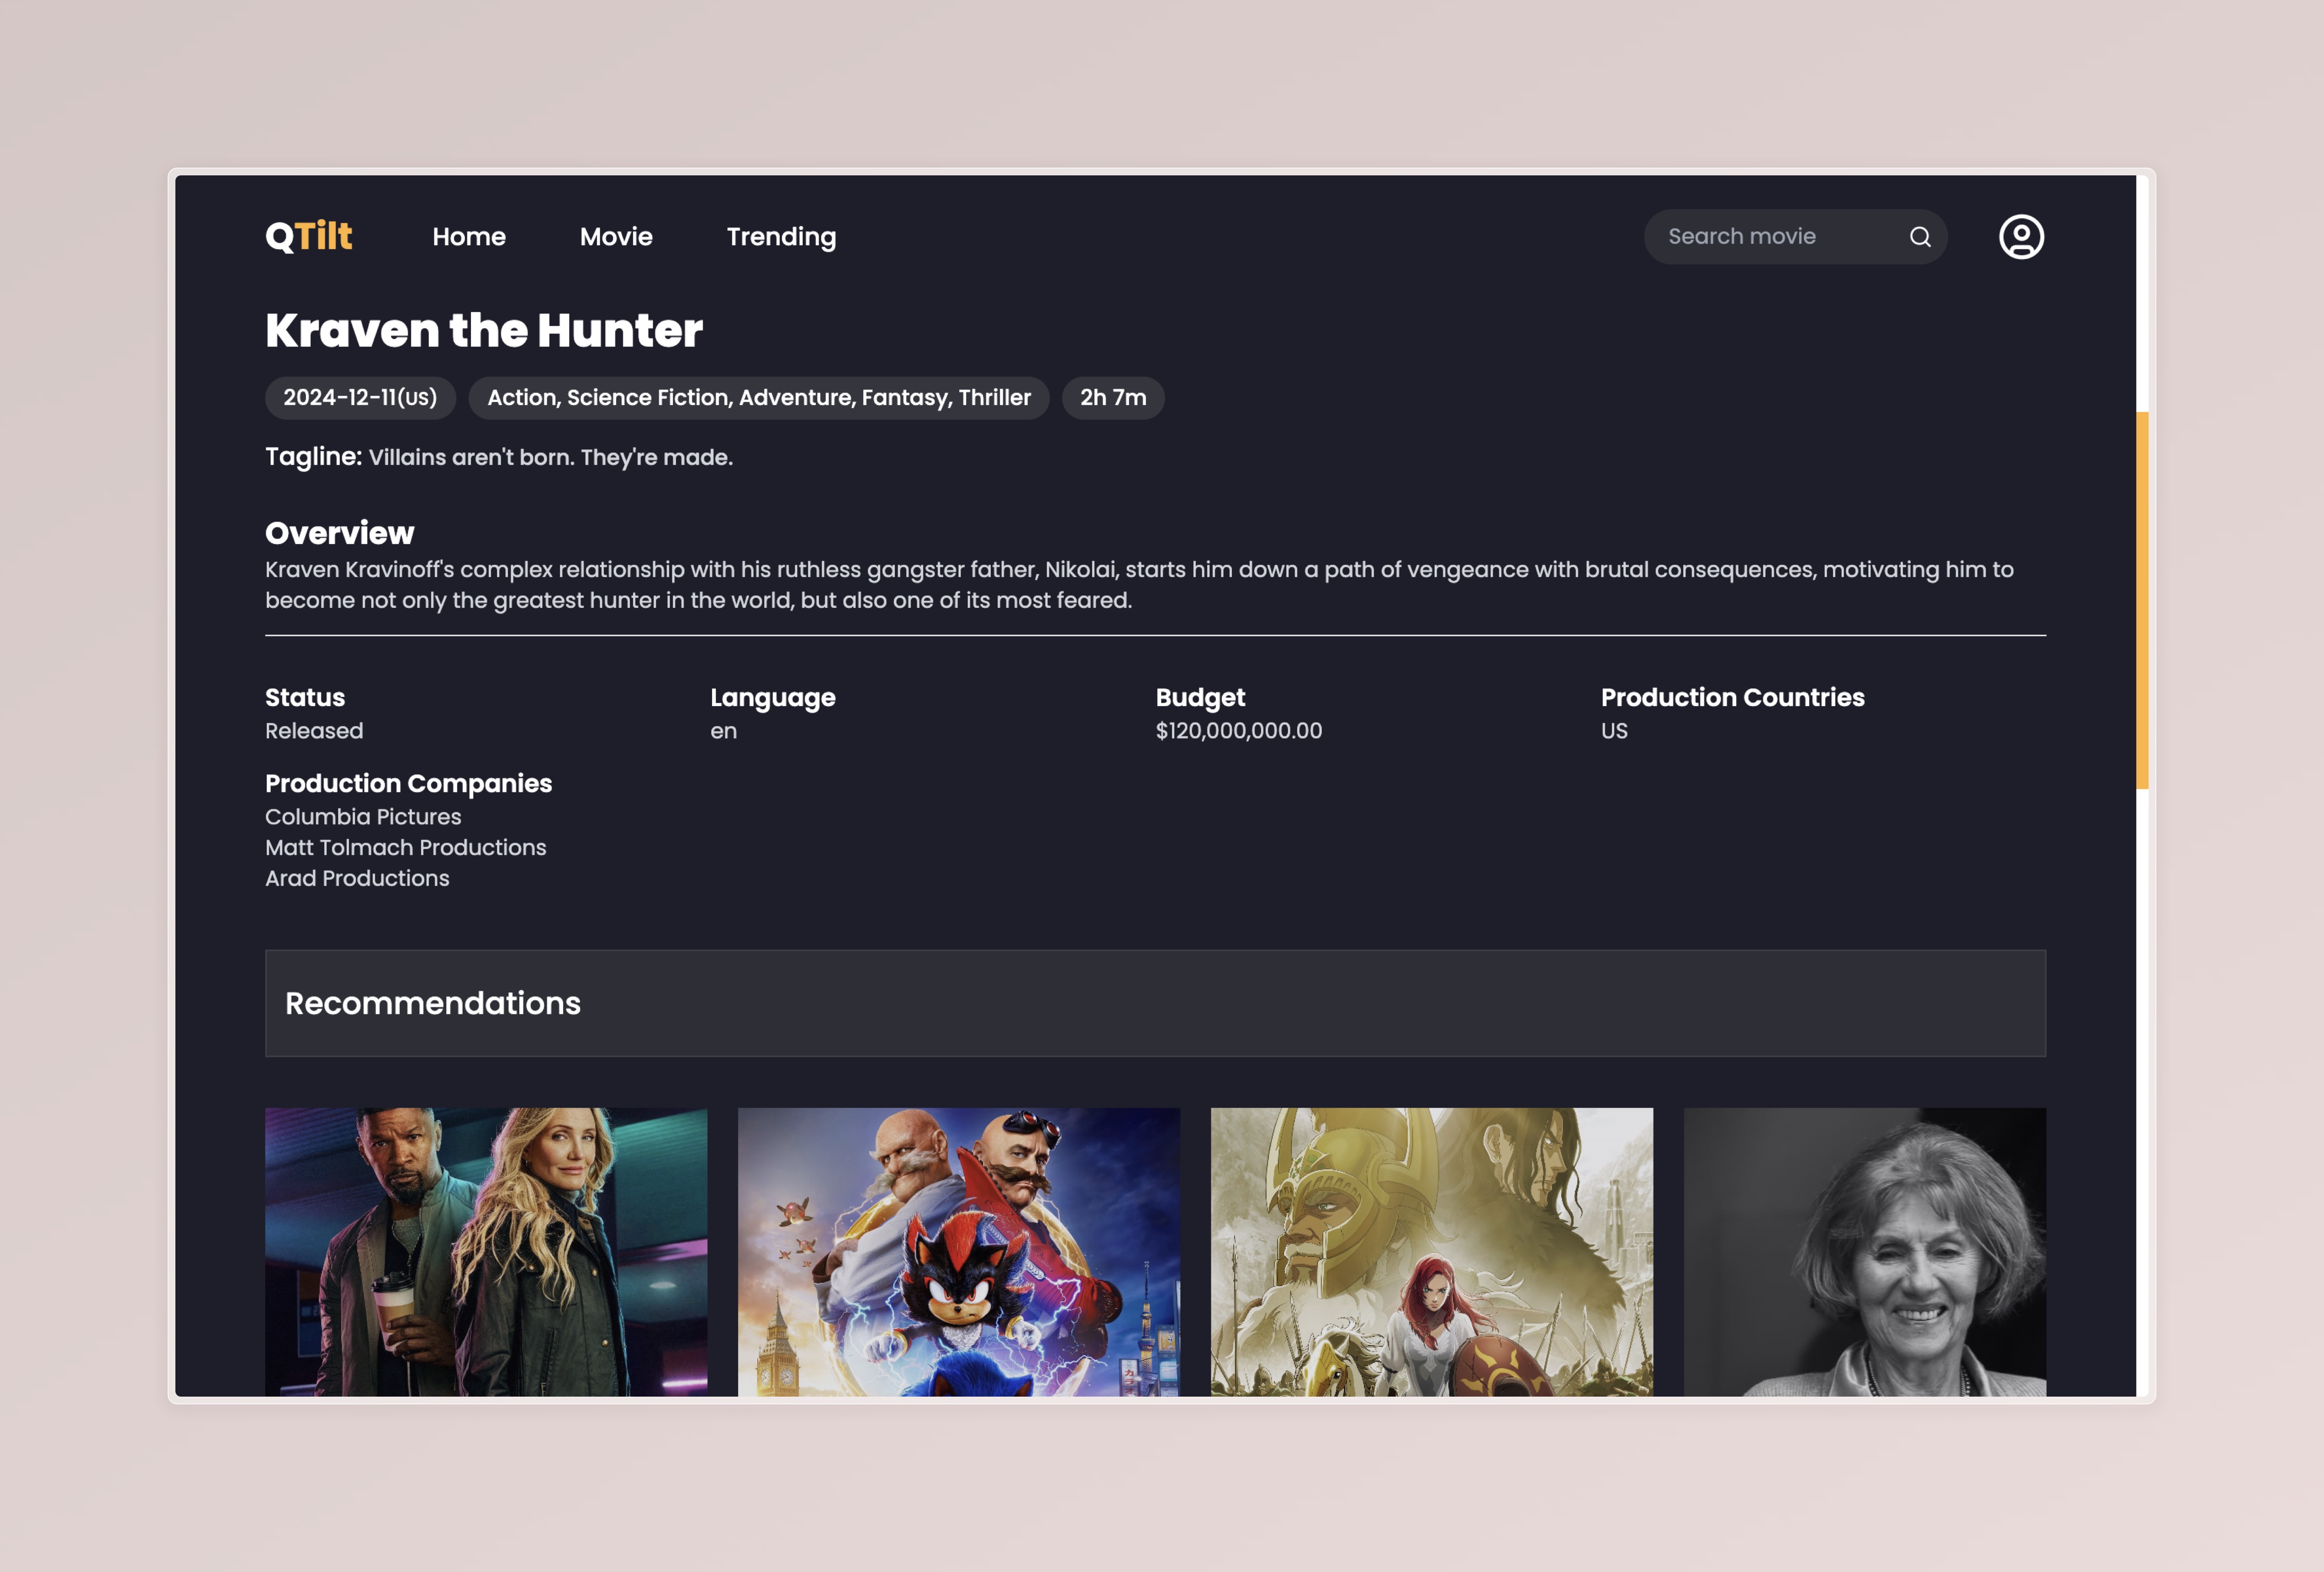 QTilt
Home
Movie
Trending
Search movie
Kraven the Hunter
2024-12-11(US)
Action, Science Fiction, Adventure, Fantasy, Thriller
2h 7m
Tagline: Villains aren't born. They're made.
Overview
Kraven Kravinoff's complex relationship with his ruthless gangster father, Nikolai, starts him down a path of vengeance with brutal consequences, motivating him to
become not only the greatest hunter in the world, but also one of its most feared.
Status
Released
Language
en
Budget
$120,000,000.00
Production Countries
US
Production Companies
Columbia Pictures
Matt Tolmach Productions
Arad Productions
Recommendations